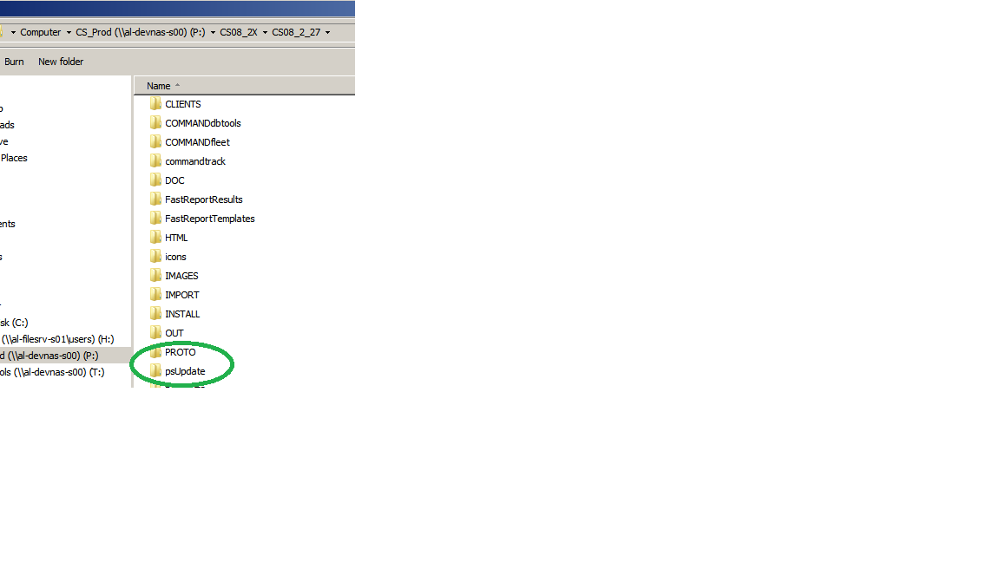 Computer CS_Prod (\\al-devnas-s00) (P:) CS08_2X CS08_2_27
Burn New folder
Name
CLIENTS
COMMANDdbtools
COMMANDfleet
commandtrack
DOC
FastReportResults
FastReportTemplates
HTML
icons
IMAGES
IMPORT
INSTALL
OUT
PROTO
psUpdate
o
ads
ve
Places
ents
s
sk (C:)
(\\al-filesrv-s01\users) (H:)
d (\\al-devnas-s00) (P:)
ols (\\al-devnas-s00) (T:)